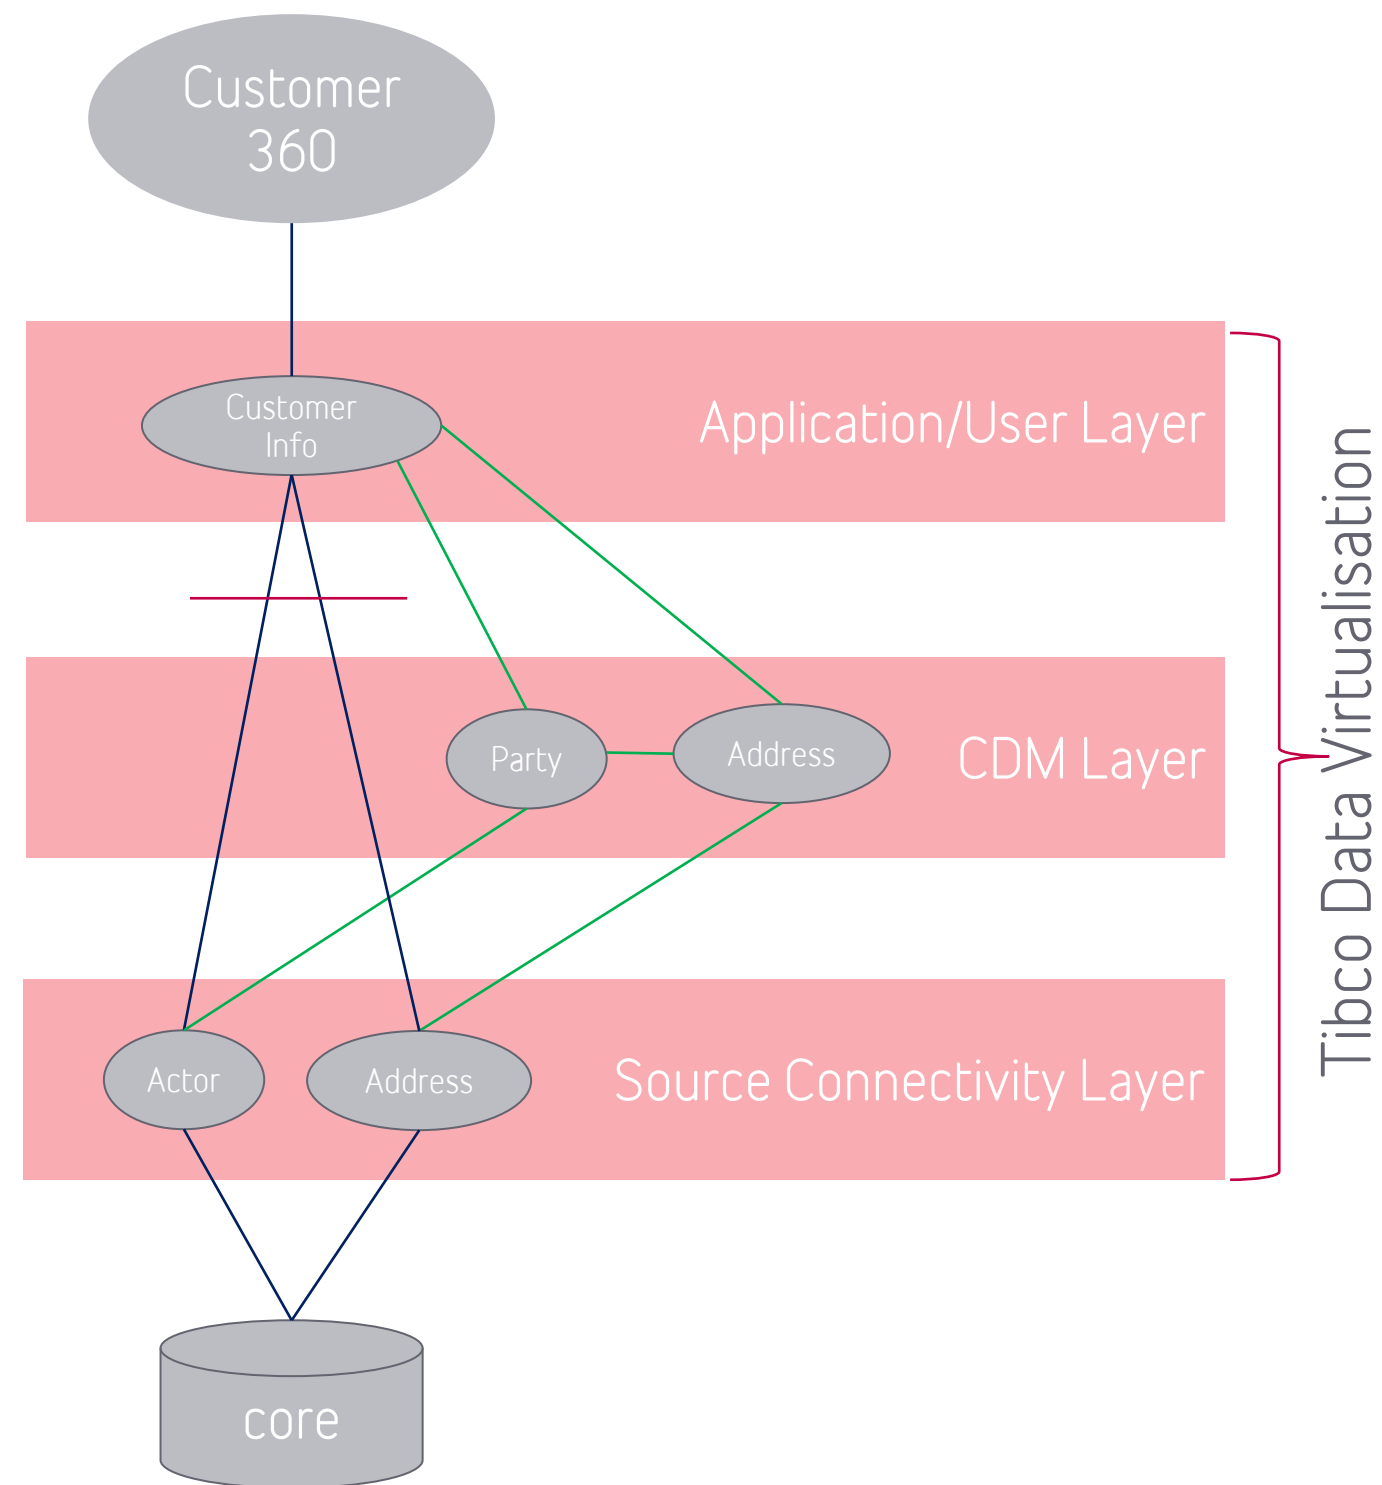 Customer
360
Customer
Info
Application/User Layer
Party
Address
CDM Layer
Actor
Address
Source Connectivity Layer
core
Tibco Data Virtualisation